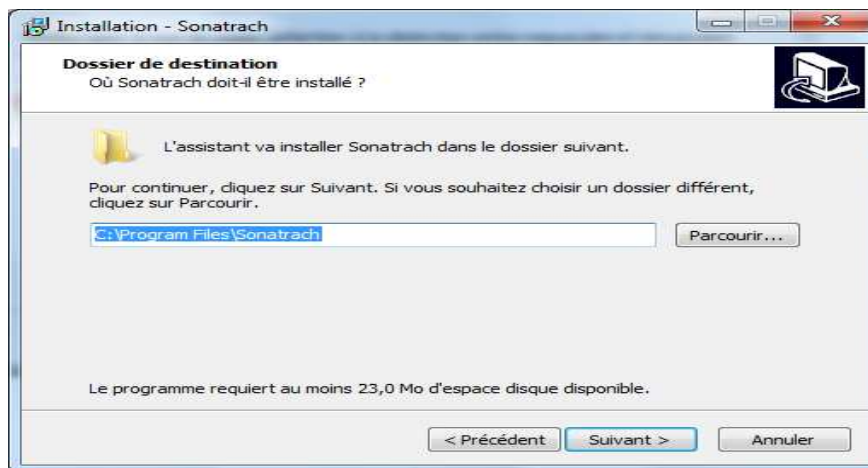 Installation - Sonatrach
Dossier de destination
Où Sonatrach doit-il être installé ?
L'assistant va installer Sonatrach dans le dossier suivant.
Pour continuer, cliquez sur Suivant. Si vous souhaitez choisir un dossier différent,
cliquez sur Parcourir.
C:\Program Files\Sonatrach
Parcourir...
Le programme requiert au moins 23,0 Mo d'espace disque disponible.
< Précédent
Suivant >
Annuler